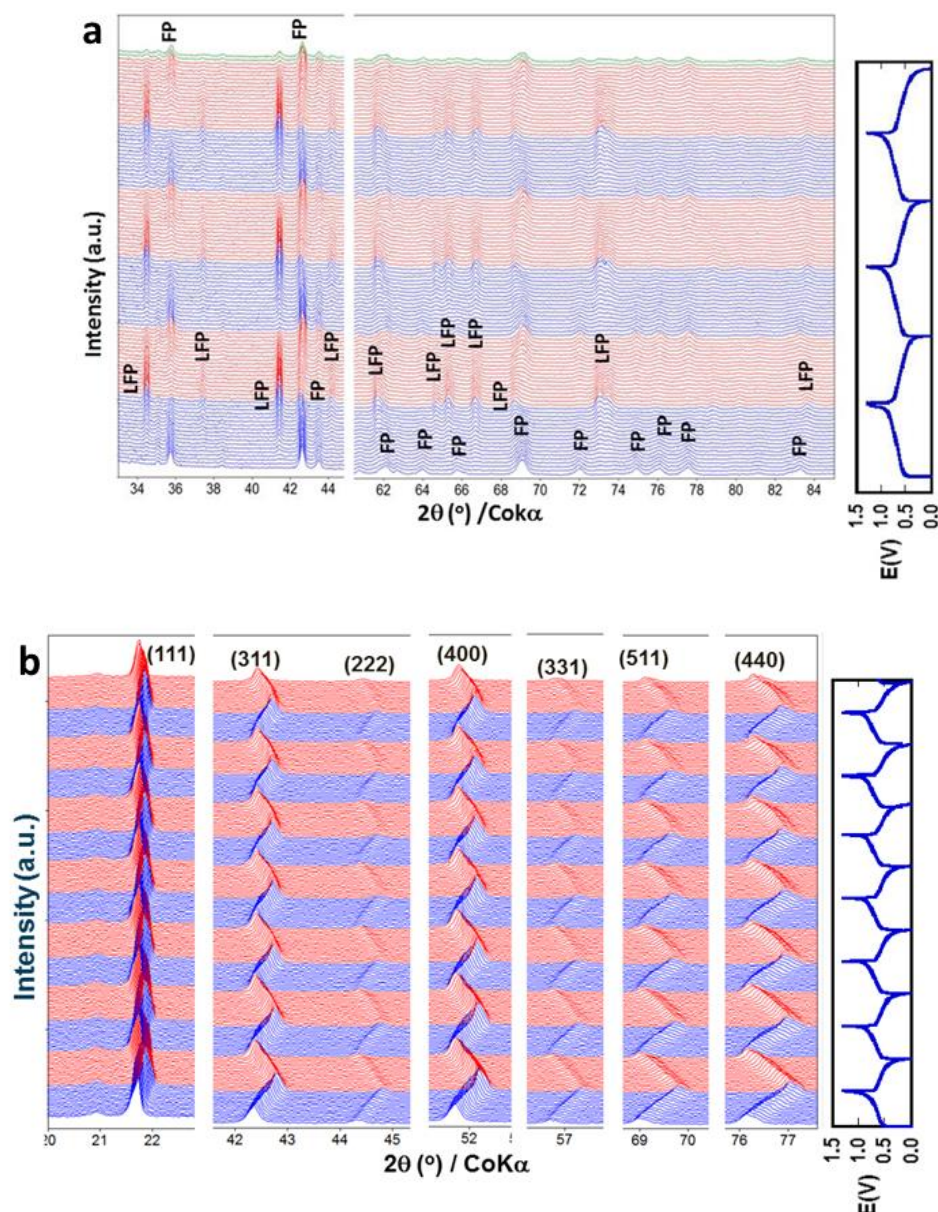 a
FP
FP
LFP
LFP
LFP
FP
LFP
LFP
LFP
LFP
LFP
LFP
LFP
LFP
FP
FP
FP
FP
FP
FP
FP
FP
FP
Intensity (a.u.)
34 36 38 40 42 44 62 64 66 68 70 72 74 76 78 80 82 84
2θ (º) /Cokα
1.5 1.0 0.5 0.0
E(V)
b
(111) (311) (222) (400) (331) (511) (440)
Intensity (a.u.)
20 21 22 42 43 44 45 52 57 69 70 76 77
2θ (º) / CoKα
1.5 1.0 0.5 0.0
E(V)